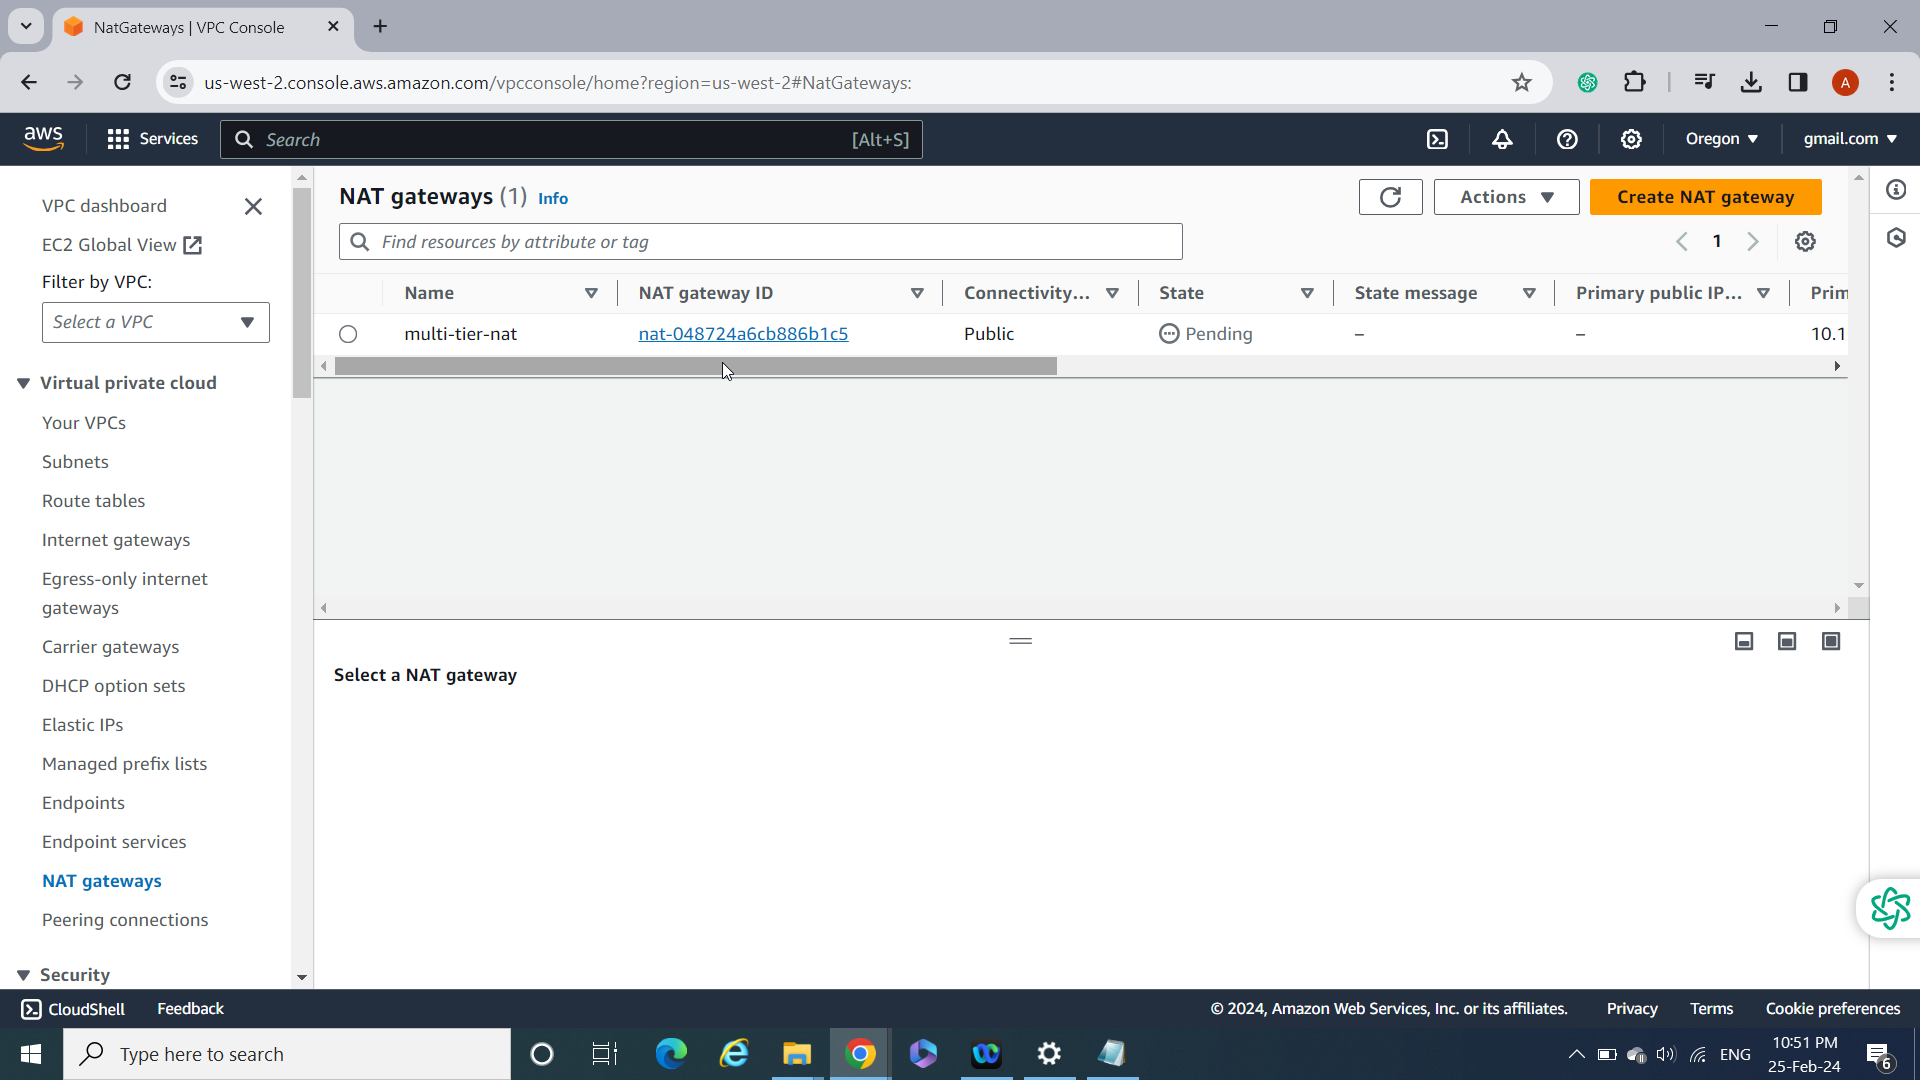 NatGateways | VPC Console
us-west-2.console.aws.amazon.com/vpcconsole/home?region=us-west-2#NatGateways:
A
aws
Services
Search
[Alt+S]
Oregon
gmail.com
VPC dashboard
EC2 Global View
Filter by VPC:
Select a VPC
Virtual private cloud
Your VPCs
Subnets
Route tables
Internet gateways
Egress-only internet
gateways
Carrier gateways
DHCP option sets
Elastic IPs
Managed prefix lists
Endpoints
Endpoint services
NAT gateways
Peering connections
Security
NAT gateways (1) Info
Actions
Create NAT gateway
Find resources by attribute or tag
1
Name NAT gateway ID Connectivity... State State message Primary public IP... Prim
multi-tier-nat nat-048724a6cb886b1c5 Public Pending – – 10.1
Select a NAT gateway
CloudShell Feedback © 2024, Amazon Web Services, Inc. or its affiliates. Privacy Terms Cookie preferences
Type here to search
ENG
10:51 PM
25-Feb-24
6